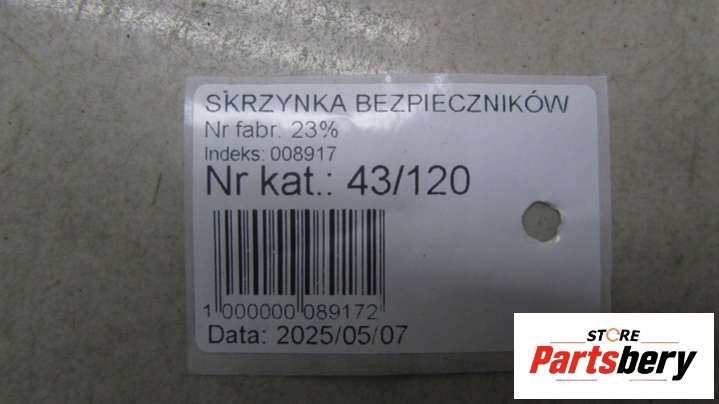 SKRZYNKA BEZPIECZNIKÓW
Nr fabr. 23%
Indeks: 008917
Nr kat.: 43/120
1 000000 089172
Data: 2025/05/07
STORE
Partsbery